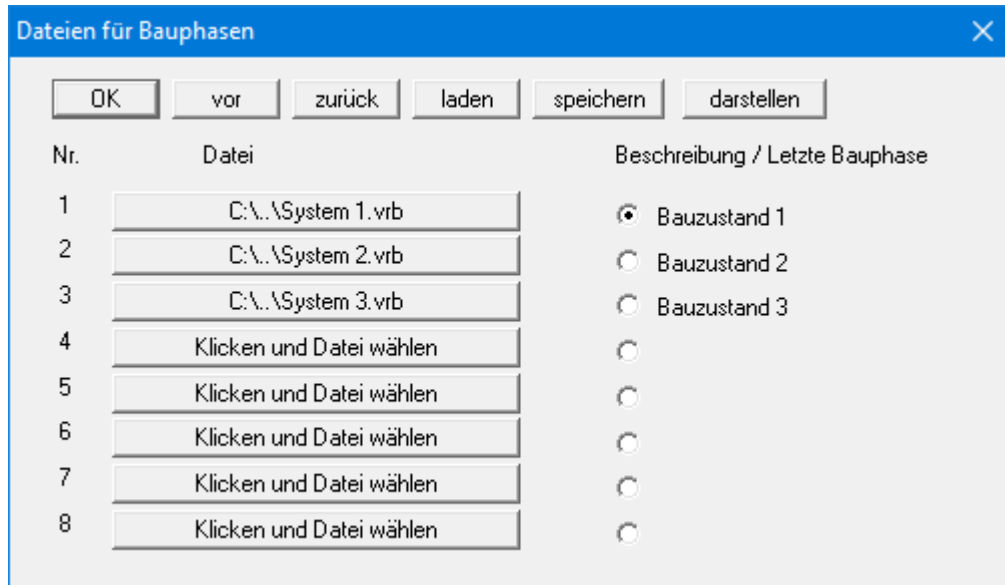 Dateien für Bauphasen
OK vor zurück laden speichern darstellen
Nr. Datei Beschreibung / Letzte Bauphase
1 C:\..\System 1.vrb Bauzustand 1
2 C:\..\System 2.vrb Bauzustand 2
3 C:\..\System 3.vrb Bauzustand 3
4 Klicken und Datei wählen
5 Klicken und Datei wählen
6 Klicken und Datei wählen
7 Klicken und Datei wählen
8 Klicken und Datei wählen